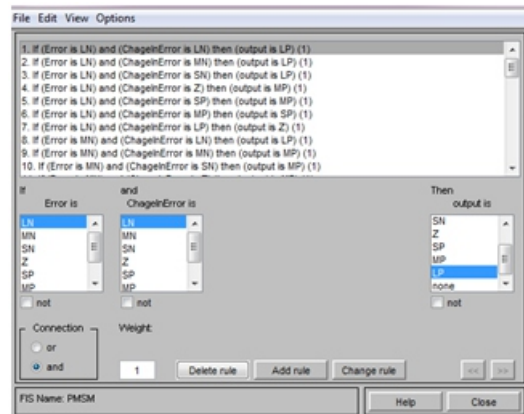 File Edit View Options
1. If (Error is LN) and (ChageInError is LN) then (output is LP) (1)
2. If (Error is LN) and (ChageInError is MN) then (output is LP) (1)
3. If (Error is LN) and (ChageInError is SN) then (output is LP) (1)
4. If (Error is LN) and (ChageInError is Z) then (output is MP) (1)
5. If (Error is LN) and (ChageInError is SP) then (output is MP) (1)
6. If (Error is LN) and (ChageInError is MP) then (output is SP) (1)
7. If (Error is LN) and (ChageInError is LP) then (output is Z) (1)
8. If (Error is MN) and (ChageInError is LN) then (output is MP) (1)
9. If (Error is MN) and (ChageInError is MN) then (output is MP) (1)
10. If (Error is MN) and (ChageInError is SN) then (output is MP) (1)
If and Then
Error is ChageInError is output is
LN LN SN
MN MN Z
SN SN SP
Z Z MP
SP SP LP
MP MP none
not not not
Connection Weight:
or
and 1 Delete rule Add rule Change rule << >>
FIS Name: PMSM Help Close